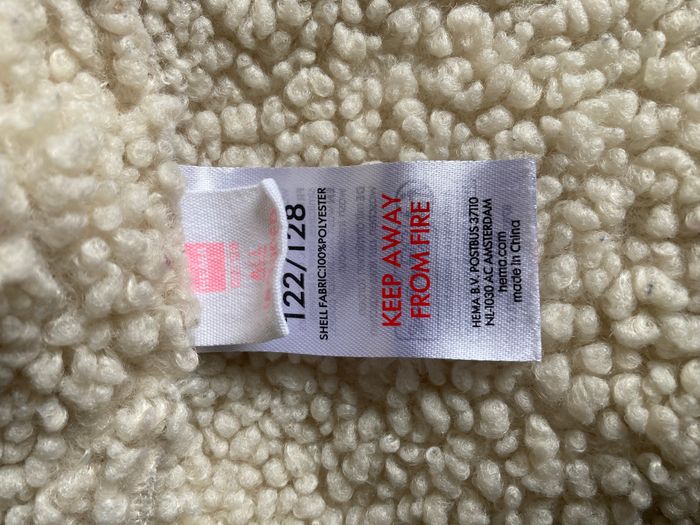 122/128
SHELL FABRIC:100%POLYESTER
KEEP AWAY
FROM FIRE
HEMA B.V. POSTBUS 37110
NL-1030 AC AMSTERDAM
hema.com
made in China